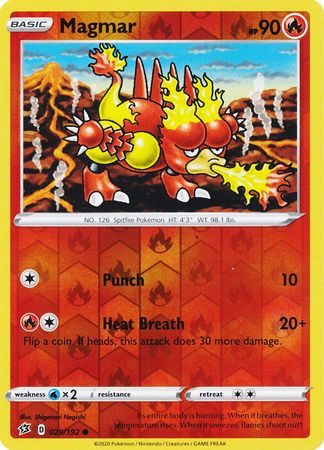 BASIC
Magmar
HP 90
NO. 126 Spitfire Pokémon. HT. 4'3" WT. 98.1 lbs.
Punch 10
Heat Breath 20+
Flip a coin. If heads, this attack does 30 more damage.
weakness ×2 resistance retreat
Illus. Shigenori Negishi
D 029/192 ●
Its entire body is burning. When it breathes, the temperature rises. When it sneezes, flames shoot out!
©2020 Pokémon / Nintendo / Creatures / GAME FREAK